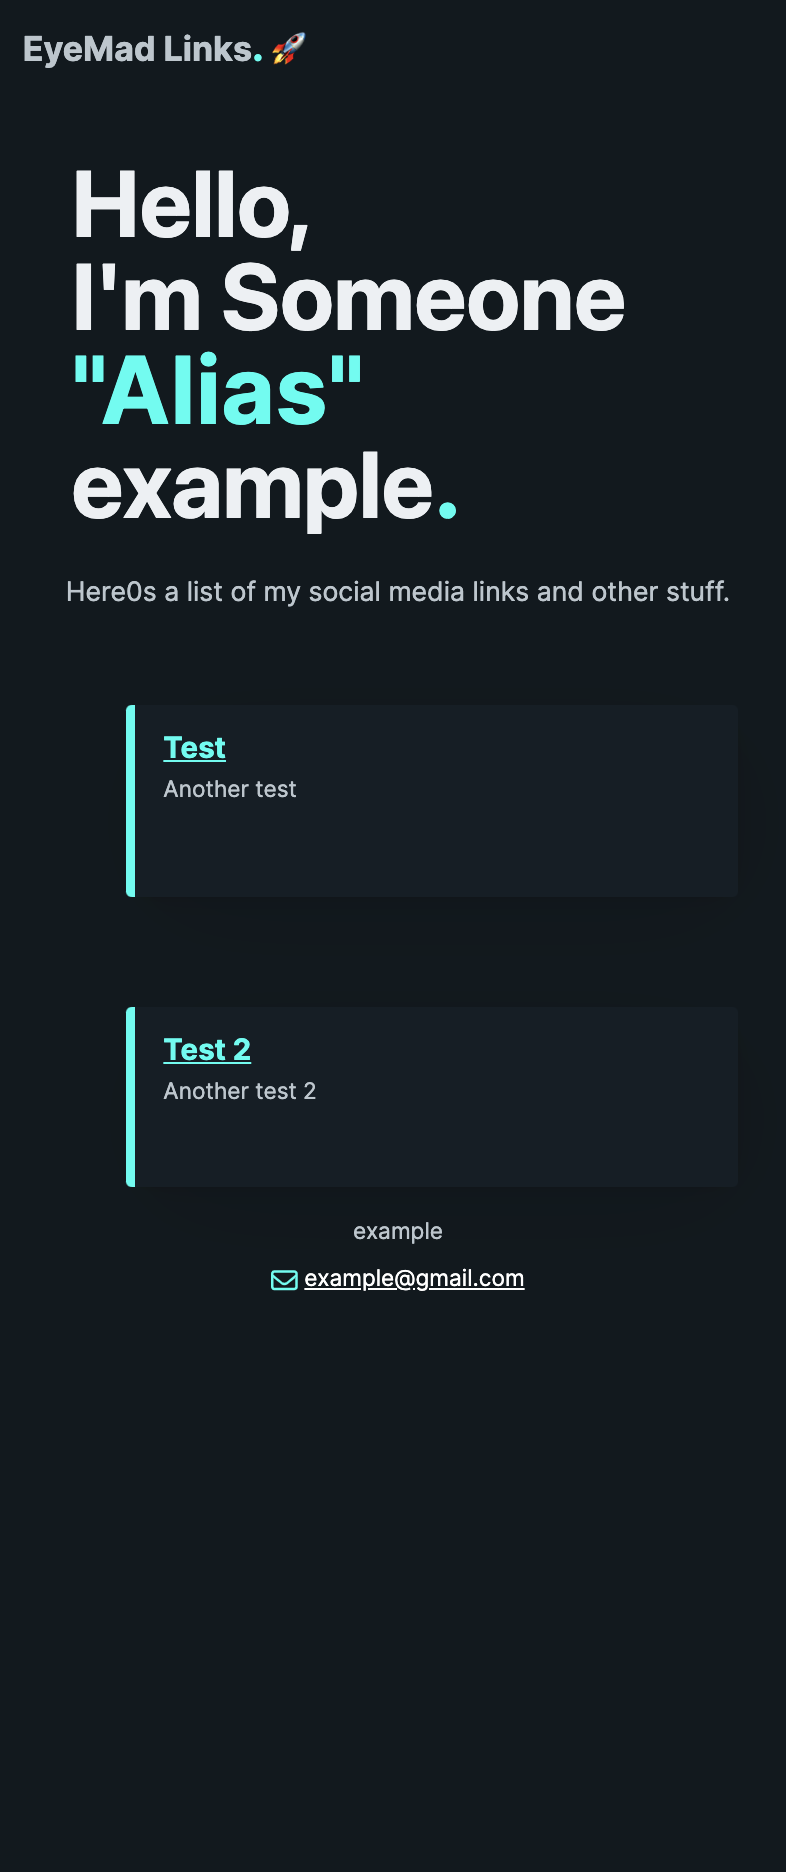 EyeMad Links. 🚀
Hello,
I'm Someone
"Alias"
example.
Here0s a list of my social media links and other stuff.
Test
Another test
Test 2
Another test 2
example
example@gmail.com